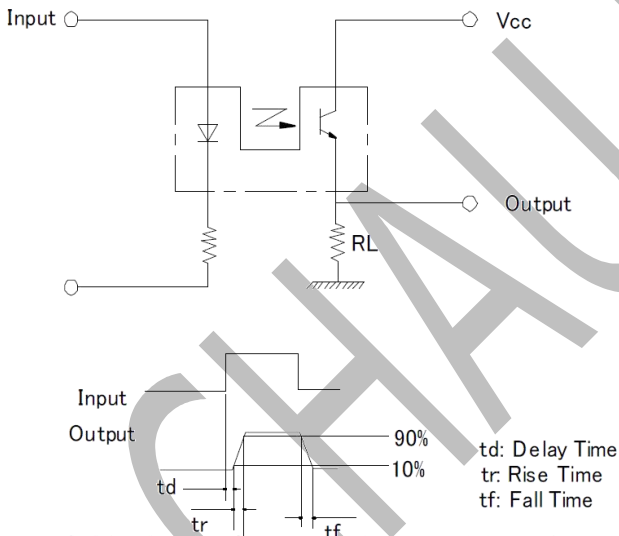 Input
Vcc
Output
RL
Input
Output
90%
10%
td
tr
tf
td: Delay Time
tr: Rise Time
tf: Fall Time
CHAU